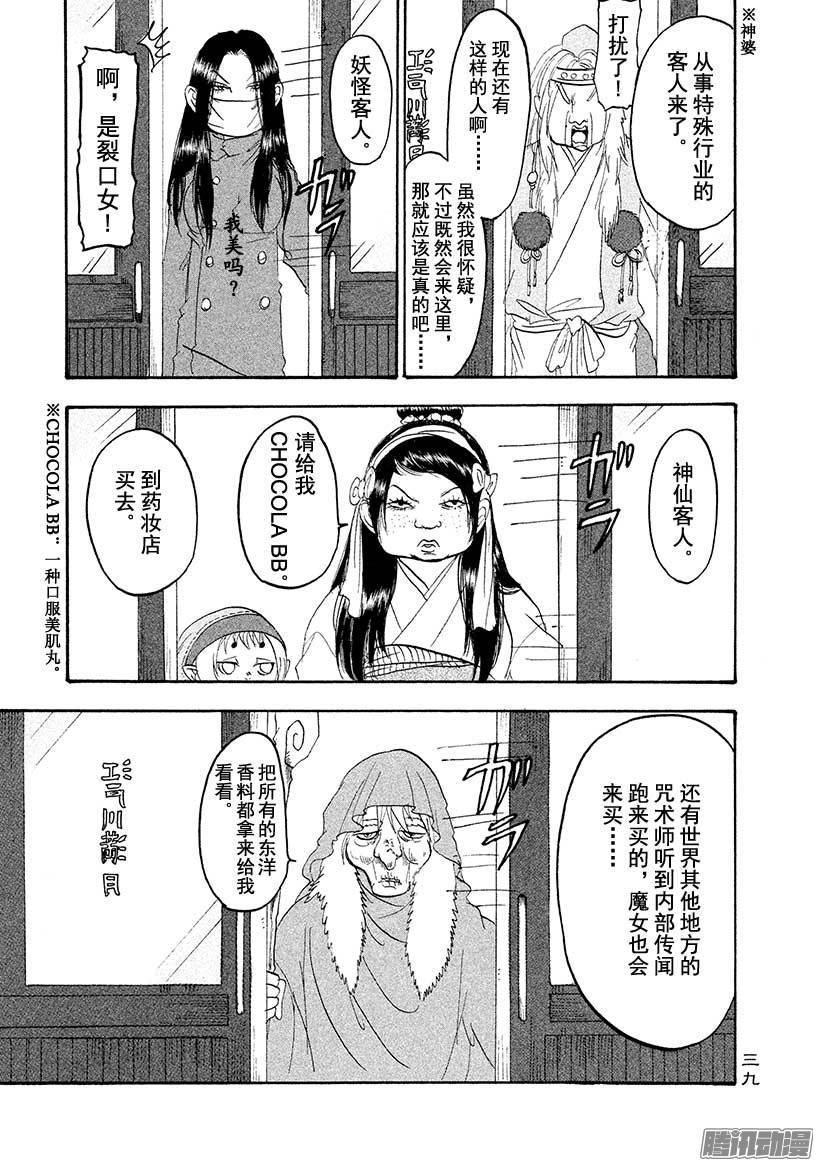 ※神婆
从事特殊行业的
客人来了。
打扰了！
现在还有
这样的人啊……
虽然我很怀疑，
不过既然会来这里，
那就应该是真的吧……
妖怪客人。
我美吗？
啊，是裂口女！
ガラ
神仙客人。
ガラ
请给我
CHOCOLA BB。
到药妆店
买去。
※CHOCOLA BB：一种口服美肌丸。
还有世界其他地方的
咒术师听到内部传闻
跑来买的，魔女也会
来买……
ガラ
把所有的东洋
香料都拿来给我
看看。
三九
腾讯动漫